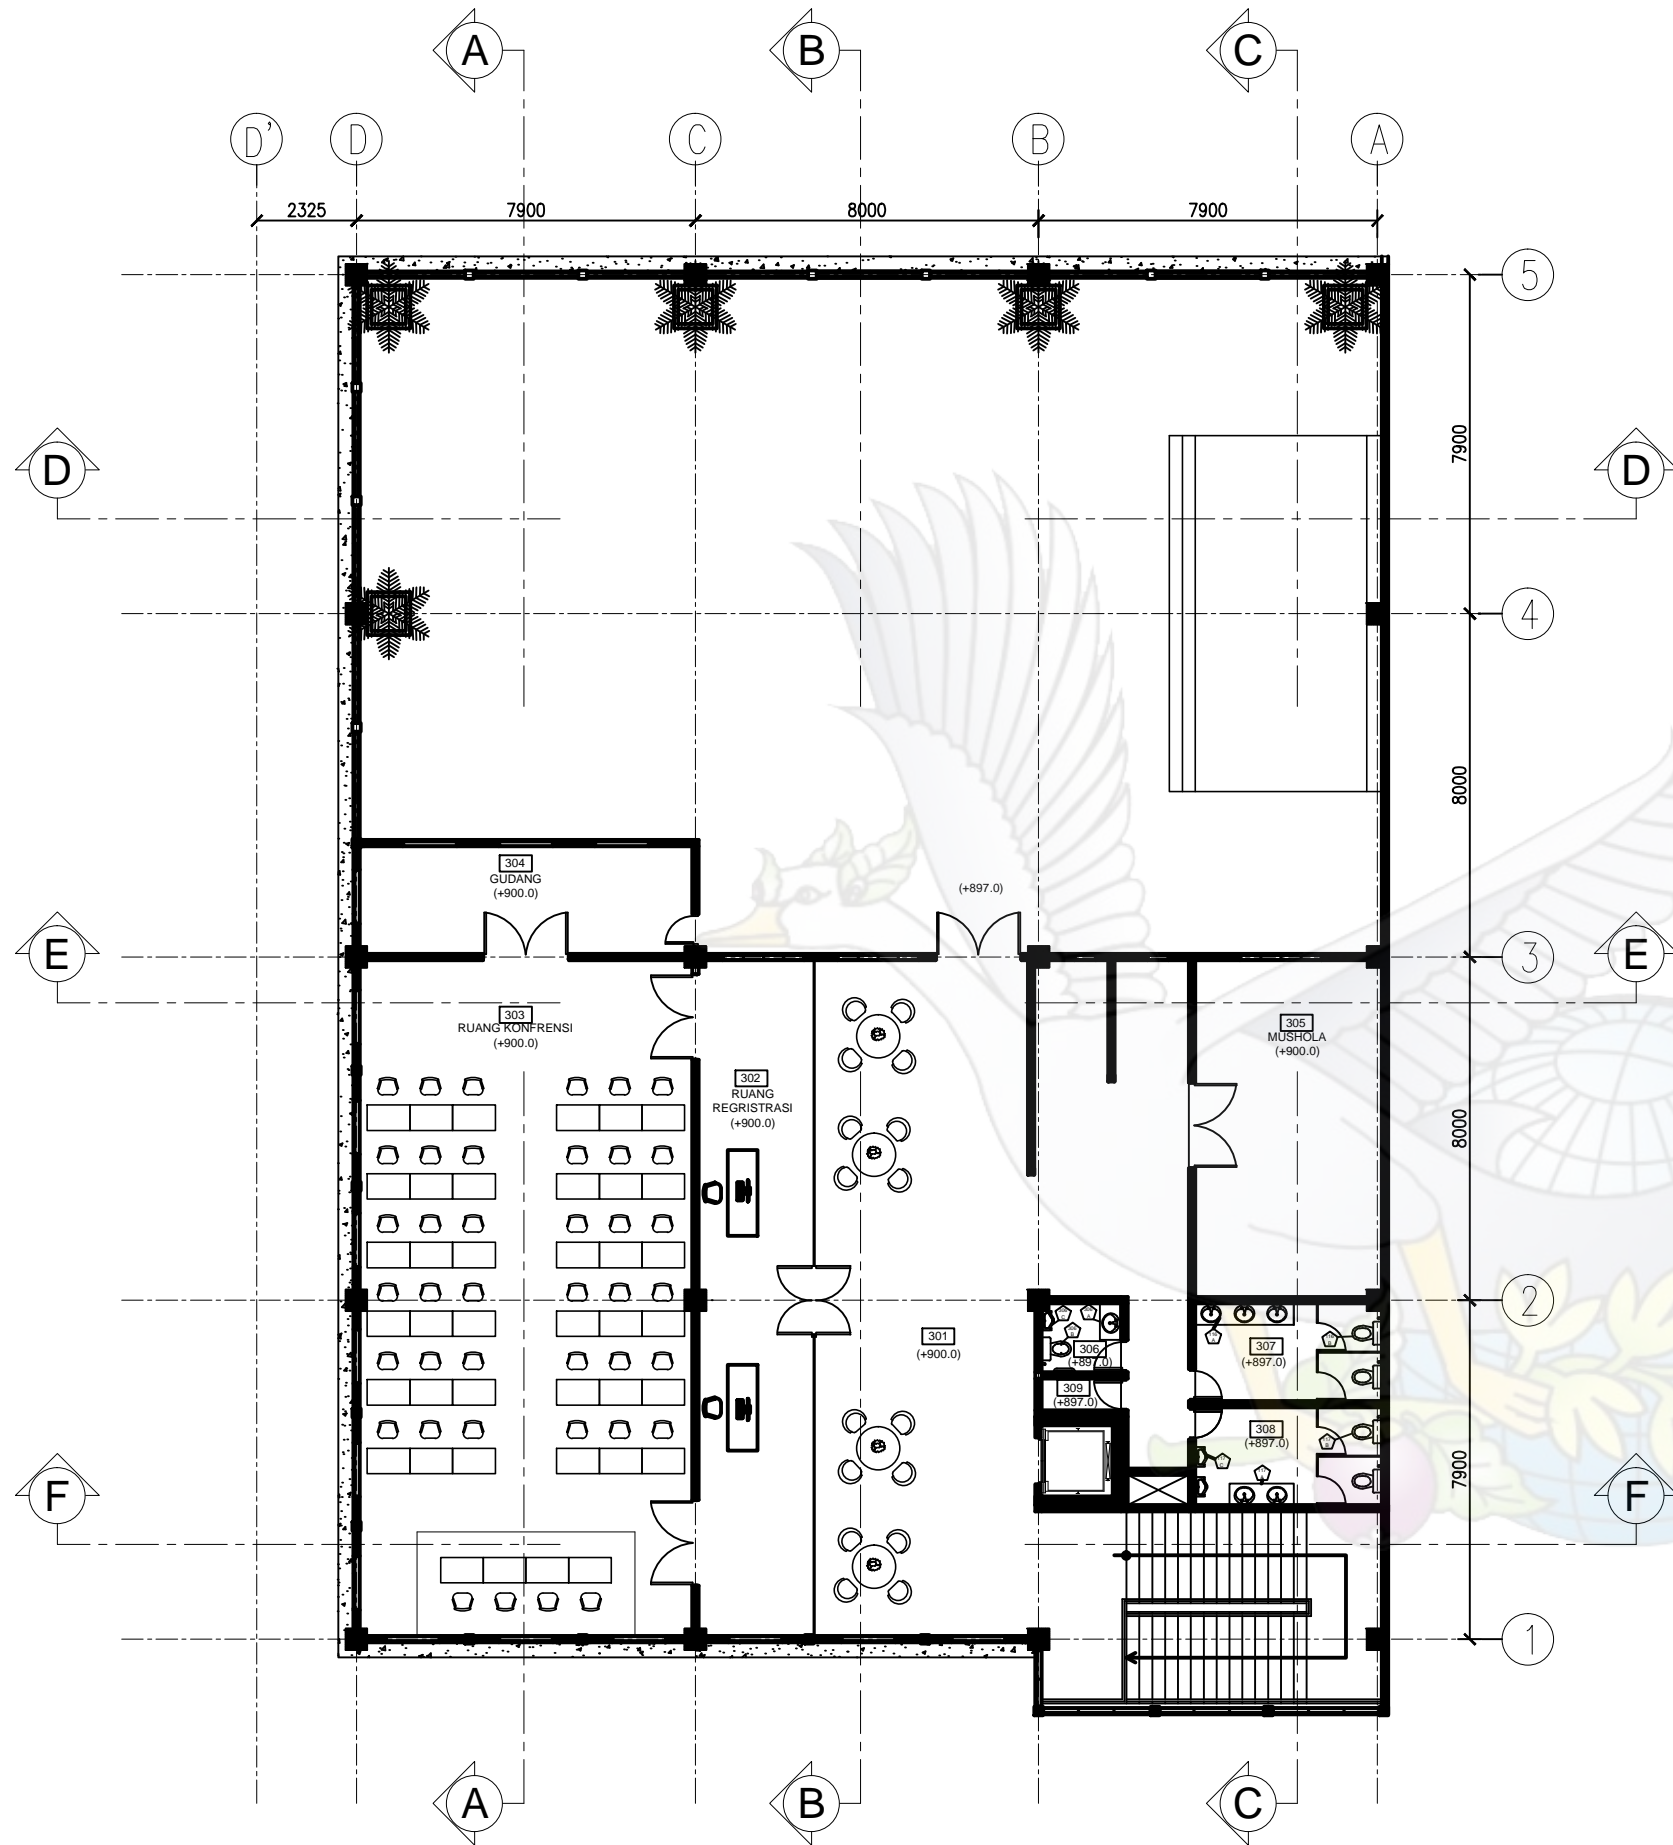 A
B
C
D'
D
C
B
A
2325
7900
8000
7900
5
7900
D
D
4
8000
304
GUDANG
(+900.0)
(+897.0)
E
E
3
303
RUANG KONFRENSI
(+900.0)
305
MUSHOLA
(+900.0)
302
RUANG
REGRISTRASI
(+900.0)
8000
2
301
(+900.0)
306
(+897.0)
307
(+897.0)
309
(+897.0)
308
(+897.0)
7900
F
F
1
A
B
C